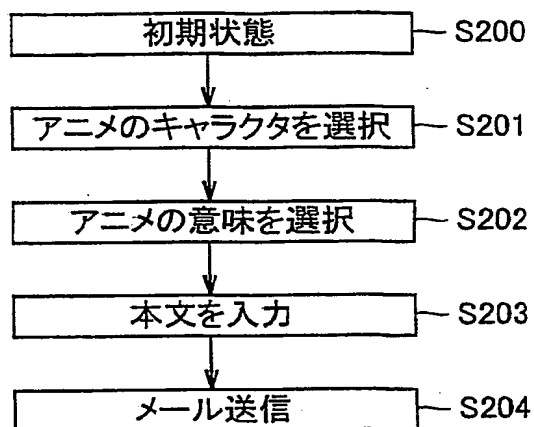 初期状態 S200
アニメのキャラクタを選択 S201
アニメの意味を選択 S202
本文を入力 S203
メール送信 S204